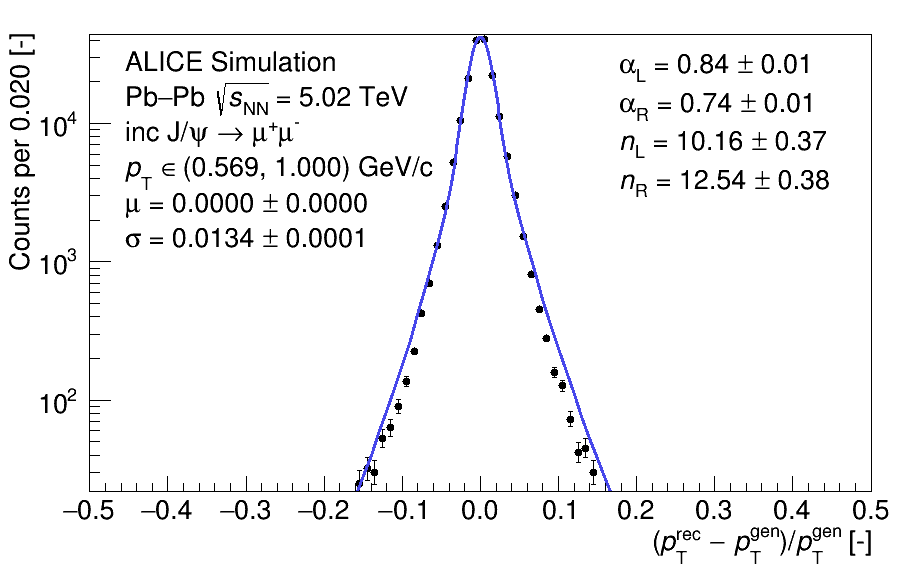 ALICE Simulation
Pb–Pb √s_NN = 5.02 TeV
inc J/ψ → μ⁺μ⁻
p_T ∈ (0.569, 1.000) GeV/c
μ = 0.0000 ± 0.0000
σ = 0.0134 ± 0.0001
α_L = 0.84 ± 0.01
α_R = 0.74 ± 0.01
n_L = 10.16 ± 0.37
n_R = 12.54 ± 0.38
Counts per 0.020 [-]
10⁴
10³
10²
−0.5 −0.4 −0.3 −0.2 −0.1 0.0 0.1 0.2 0.3 0.4 0.5
(p_T^rec − p_T^gen)/p_T^gen [-]